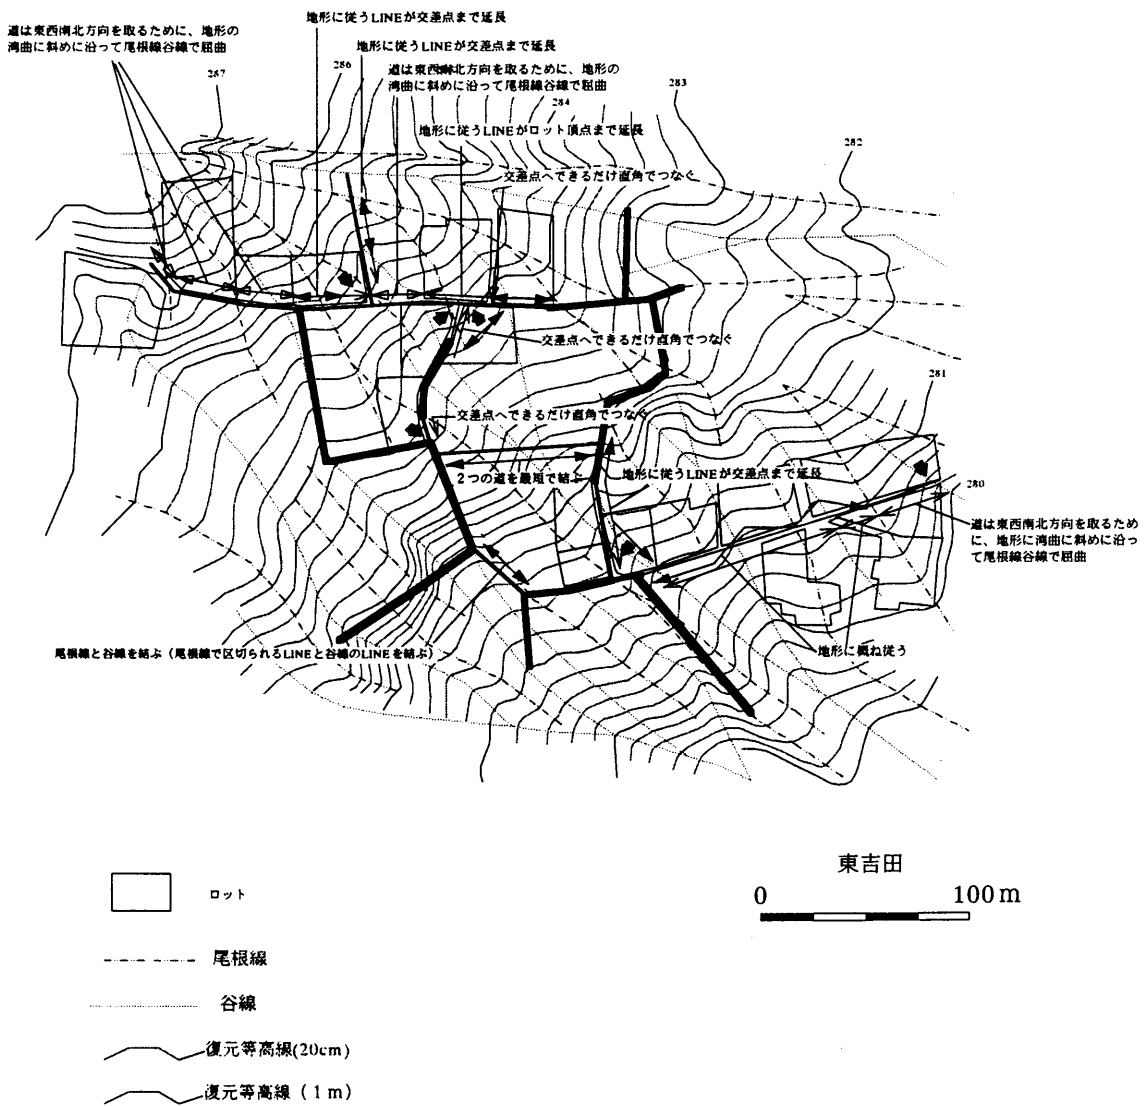 道は東西南北方向を取るために、地形の
湾曲に斜めに沿って尾根線谷線で屈曲
地形に従うLINEが交差点まで延長
地形に従うLINEが交差点まで延長
道は東西南北方向を取るために、地形の
湾曲に斜めに沿って尾根線谷線で屈曲
287
286
284
283
282
地形に従うLINEがロット頂点まで延長
交差点へできるだけ直角でつなぐ
交差点へできるだけ直角でつなぐ
281
交差点へできるだけ直角でつなぐ
2つの道を最短で結ぶ
地形に従うLINEが交差点まで延長
280
道は東西南北方向を取るため
に、地形に湾曲に斜めに沿っ
て尾根線谷線で屈曲
尾根線と谷線を結ぶ（尾根線で区切られるLINEと谷線のLINEを結ぶ）
地形に概ね従う
東吉田
0 100m
ロット
尾根線
谷線
復元等高線(20cm)
復元等高線（1m）